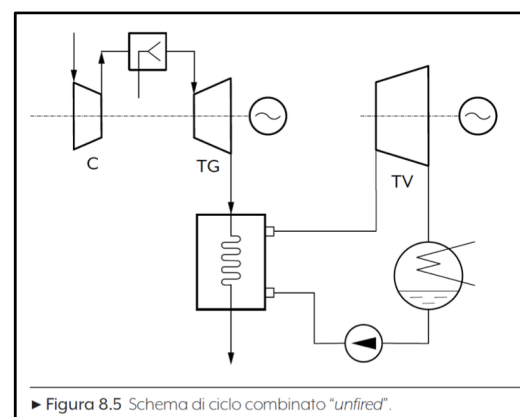 C
TG
TV
► Figura 8.5 Schema di ciclo combinato "unfired".